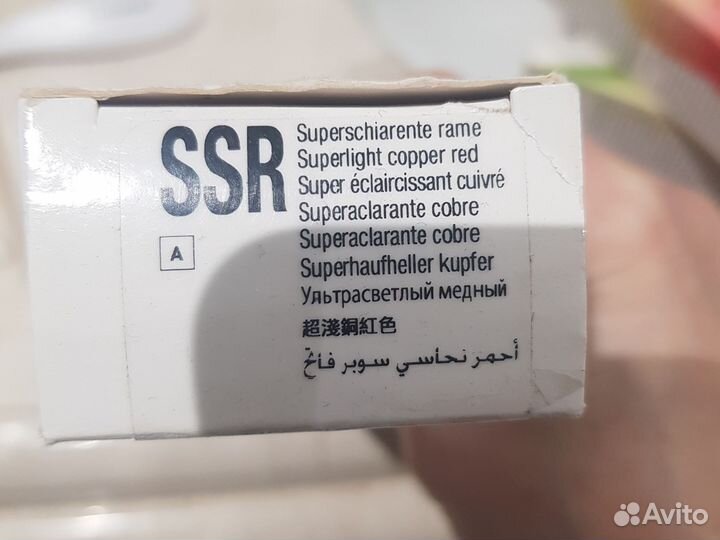 SSR
A
Superschiarente rame
Superlight copper red
Super éclaircissant cuivré
Superaclarante cobre
Superaclarante cobre
Superhaufheller kupfer
Ультрасветлый медный
超淺銅紅色
أحمر نحاسي سوبر فاتح
Avito